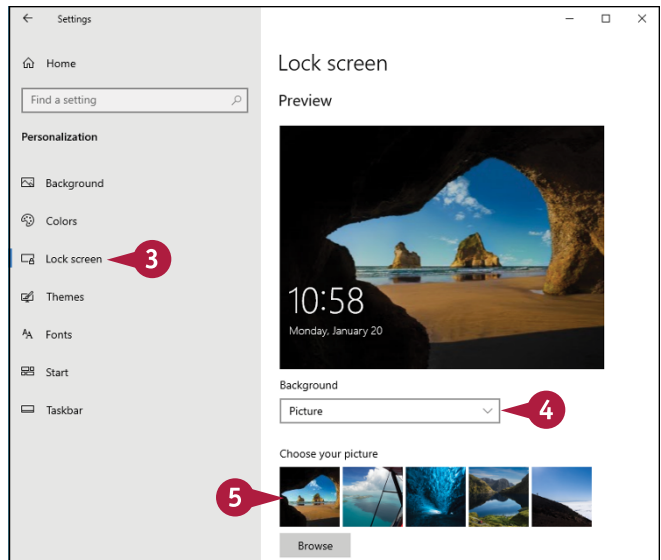 Settings
Home
Find a setting
Personalization
Background
Colors
Lock screen
3
Themes
Fonts
Start
Taskbar
Lock screen
Preview
10:58
Monday, January 20
Background
Picture
4
Choose your picture
5
Browse